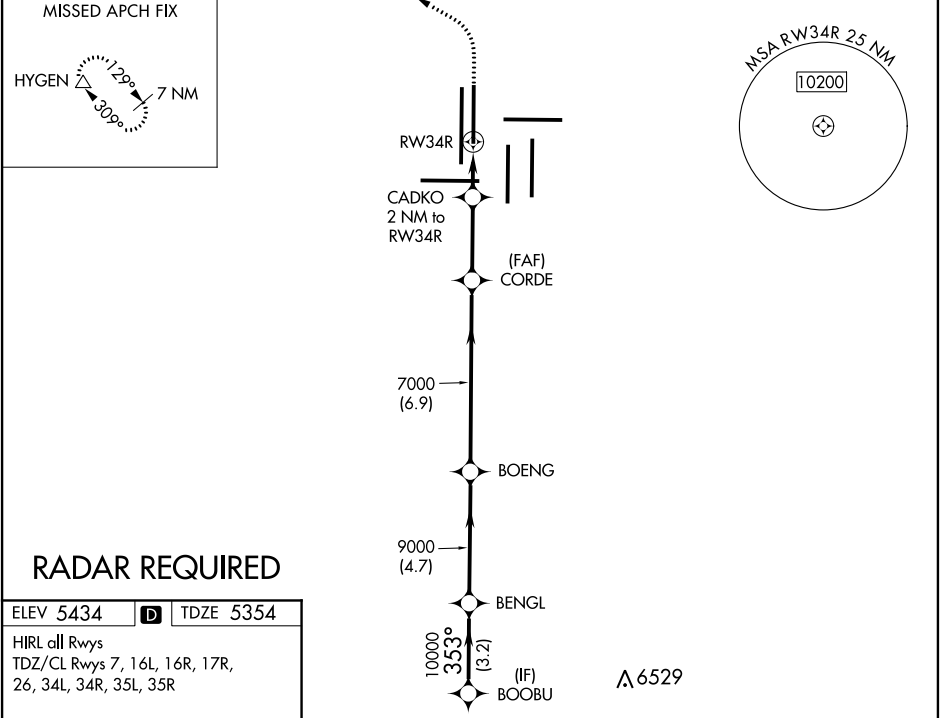 MISSED APCH FIX
HYGEN
129°
309°
7 NM
RW34R
CADKO
2 NM to
RW34R
(FAF)
CORDE
7000
(6.9)
BOENG
9000
(4.7)
BENGL
10000
353°
(3.2)
(IF)
BOOBU
6529
MSA RW34R 25 NM
10200
RADAR REQUIRED
ELEV 5434 D TDZE 5354
HIRL all Rwys
TDZ/CL Rwys 7, 16L, 16R, 17R,
26, 34L, 34R, 35L, 35R